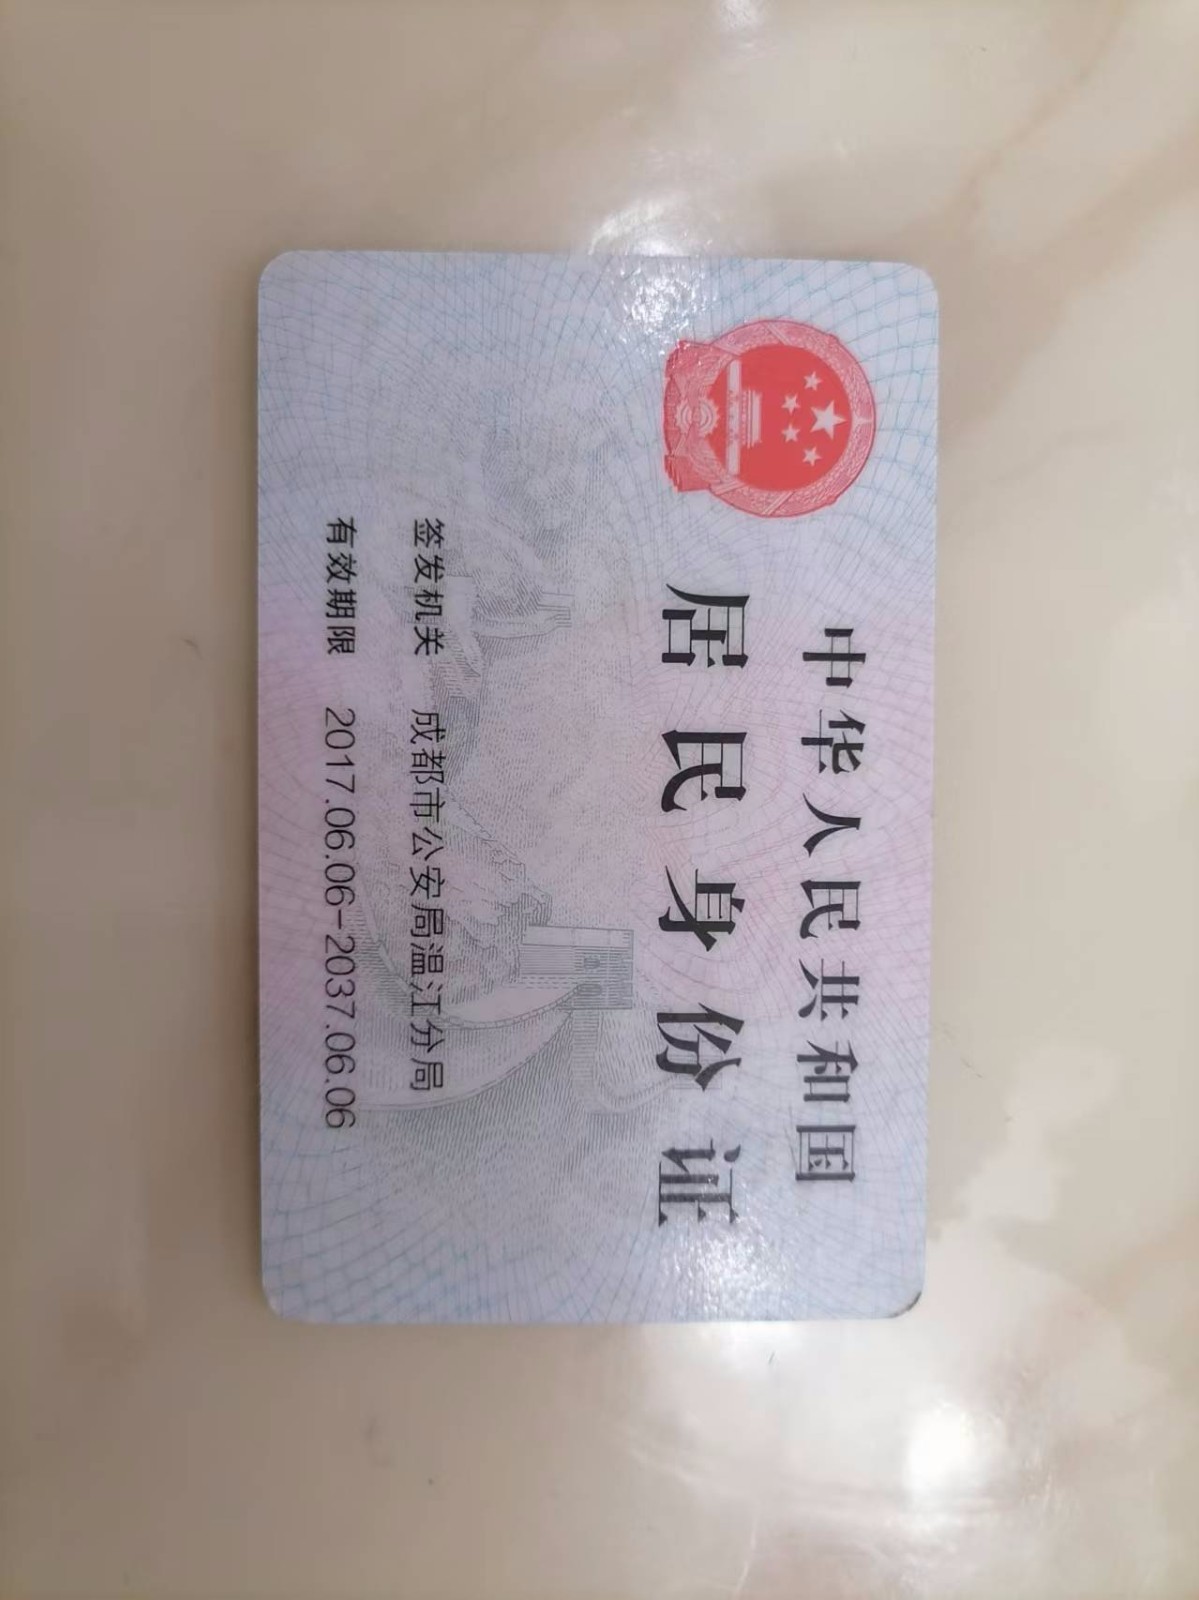 中华人民共和国
居民身份证
签发机关 成都市公安局温江分局
有效期限 2017.06.06-2037.06.06